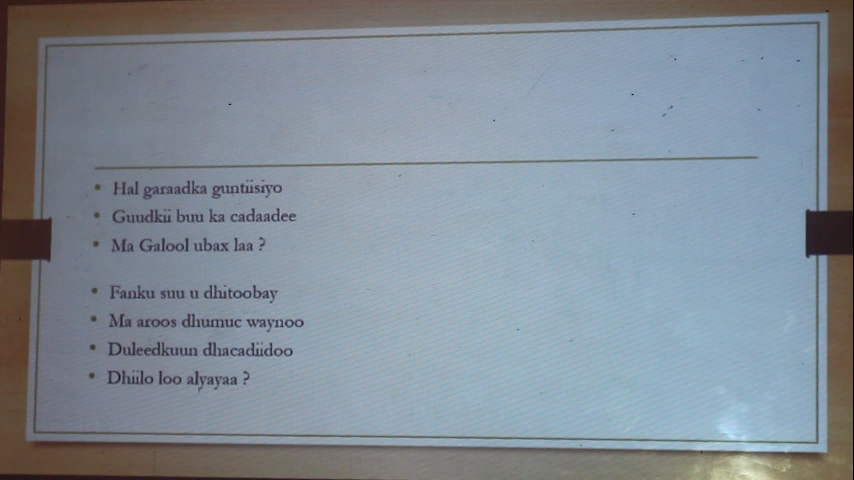 Hal garaadka guntiisiyo
Guudkii buu ka cadaadee
Ma Galool ubax laa ?
Fanku suu u dhitoobay
Ma aroos dhumuc waynoo
Duleedkuun dhacadiidoo
Dhiilo loo alyayaa ?